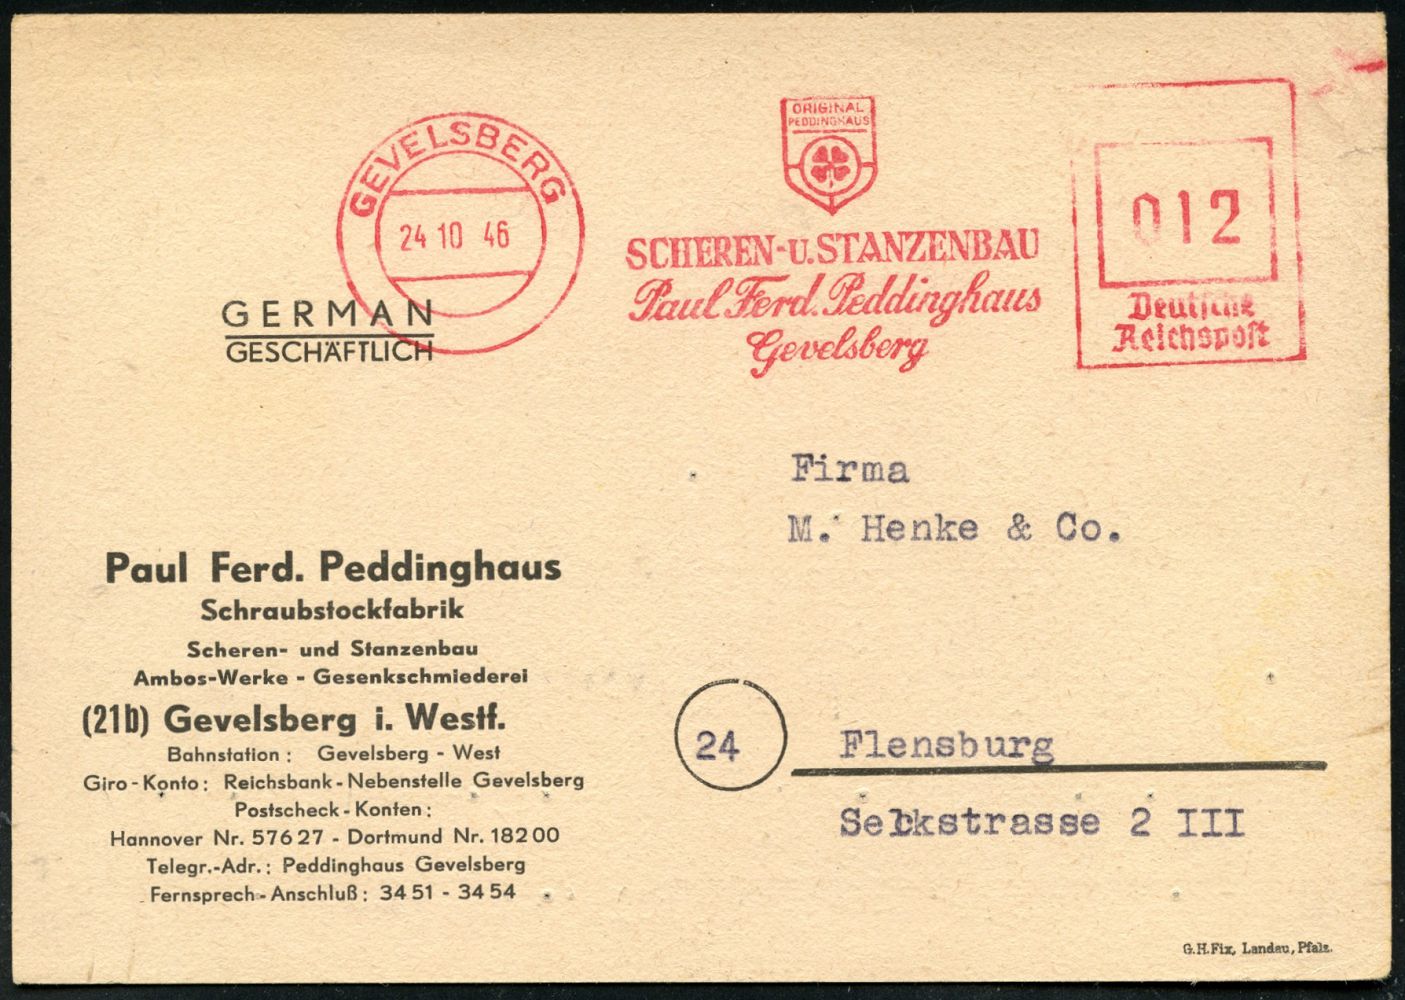 GEVELSBERG
24 10 46
ORIGINAL
PEDDINGHAUS
SCHEREN-U.STANZENBAU
Paul Ferd. Peddinghaus
Gevelsberg
012
Deutsche
Reichspost
GERMAN
GESCHÄFTLICH
Firma
M. Henke & Co.
Paul Ferd. Peddinghaus
Schraubstockfabrik
Scheren- und Stanzenbau
Ambos-Werke - Gesenkschmiederei
(21b) Gevelsberg i. Westf.
Bahnstation: Gevelsberg - West
Giro-Konto: Reichsbank-Nebenstelle Gevelsberg
Postscheck-Konten:
Hannover Nr. 57627 - Dortmund Nr. 18200
Telegr.-Adr.: Peddinghaus Gevelsberg
Fernsprech-Anschluß: 3451 - 3454
24 Flensburg
Selckstrasse 2 III
G.H.Fix, Landau, Pfalz.